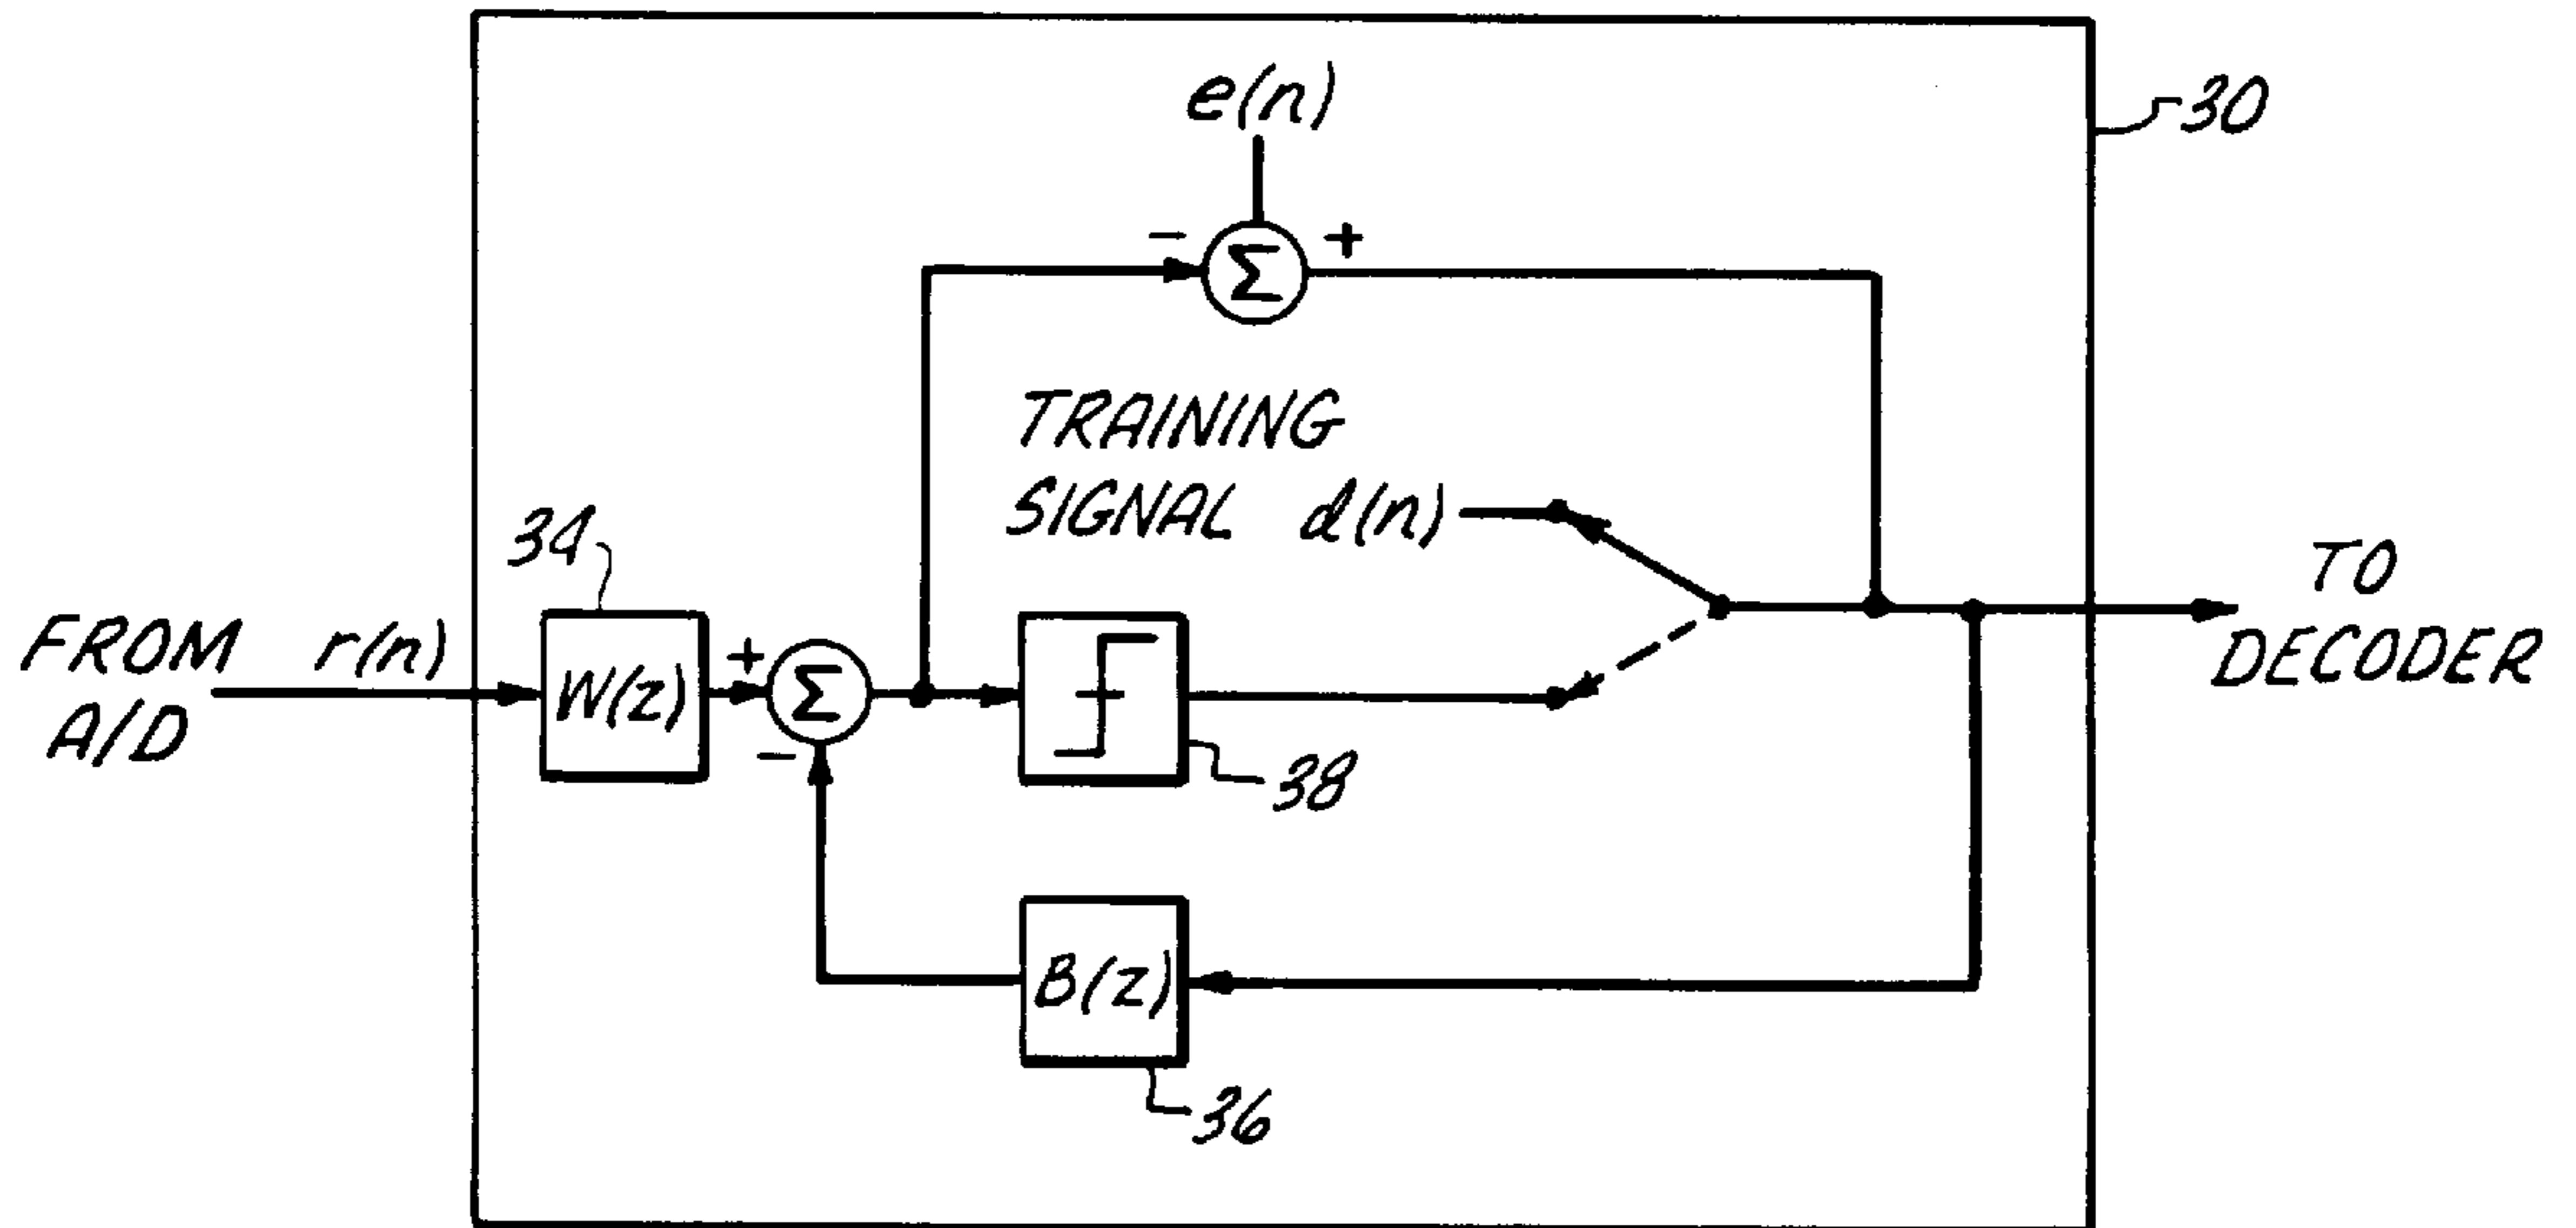 e(n)
30
-
Σ
+
TRAINING
SIGNAL d(n)
34
FROM
A/D
r(n)
W(z)
+
Σ
-
38
TO
DECODER
B(z)
36